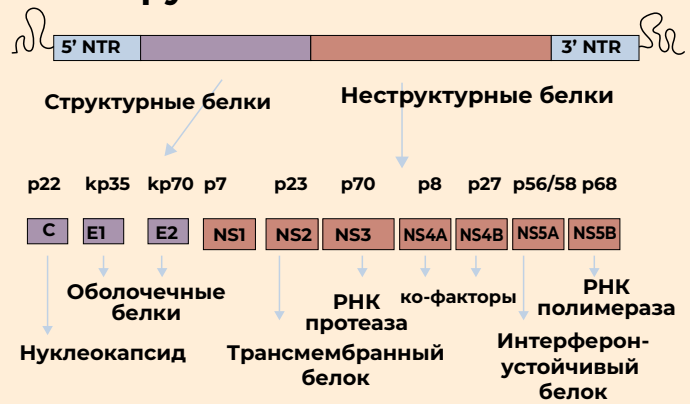 5’ NTR 3’ NTR
Структурные белки Неструктурные белки
p22 kp35 kp70 p7 p23 p70 p8 p27 p56/58 p68
C E1 E2 NS1 NS2 NS3 NS4A NS4B NS5A NS5B
Оболочечные
белки
РНК
протеаза
ко-факторы
РНК
полимераза
Нуклеокапсид
Трансмембранный
белок
Интерферон-
устойчивый
белок